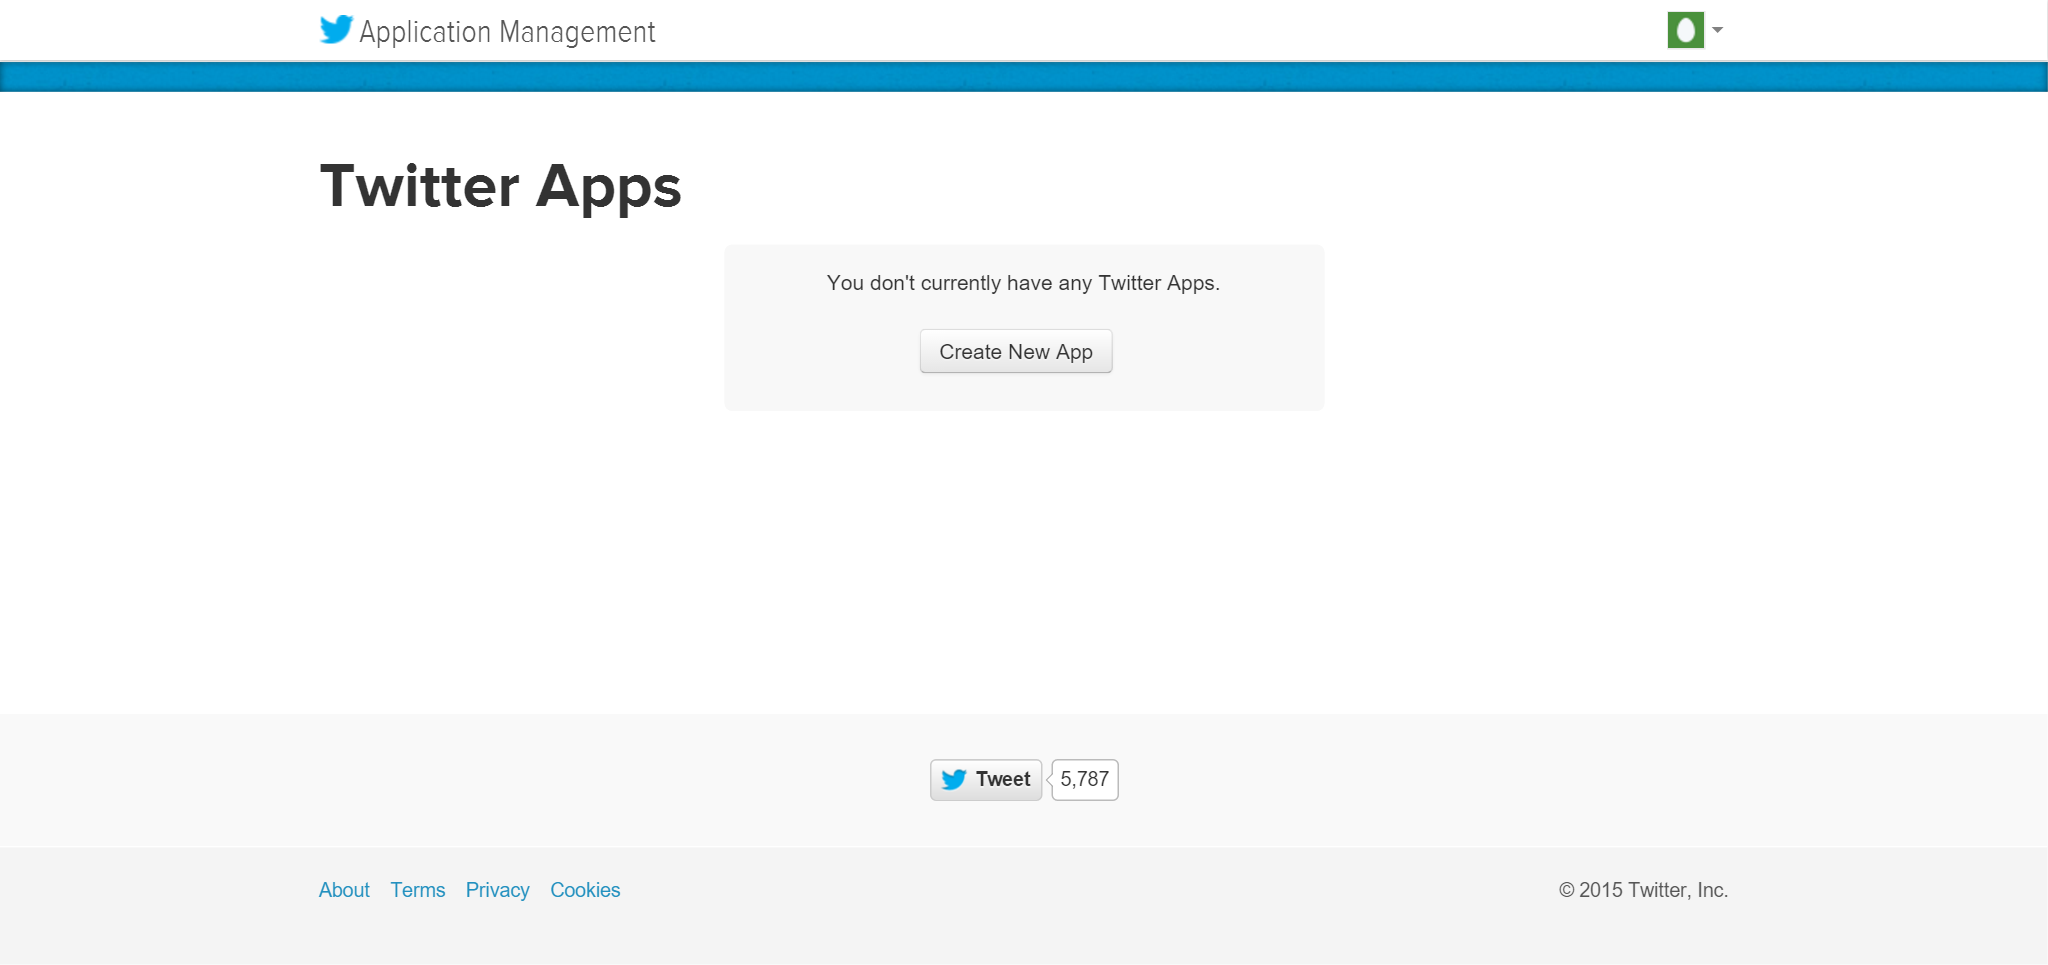 Application Management
Twitter Apps
You don't currently have any Twitter Apps.
Create New App
Tweet 5,787
About Terms Privacy Cookies © 2015 Twitter, Inc.